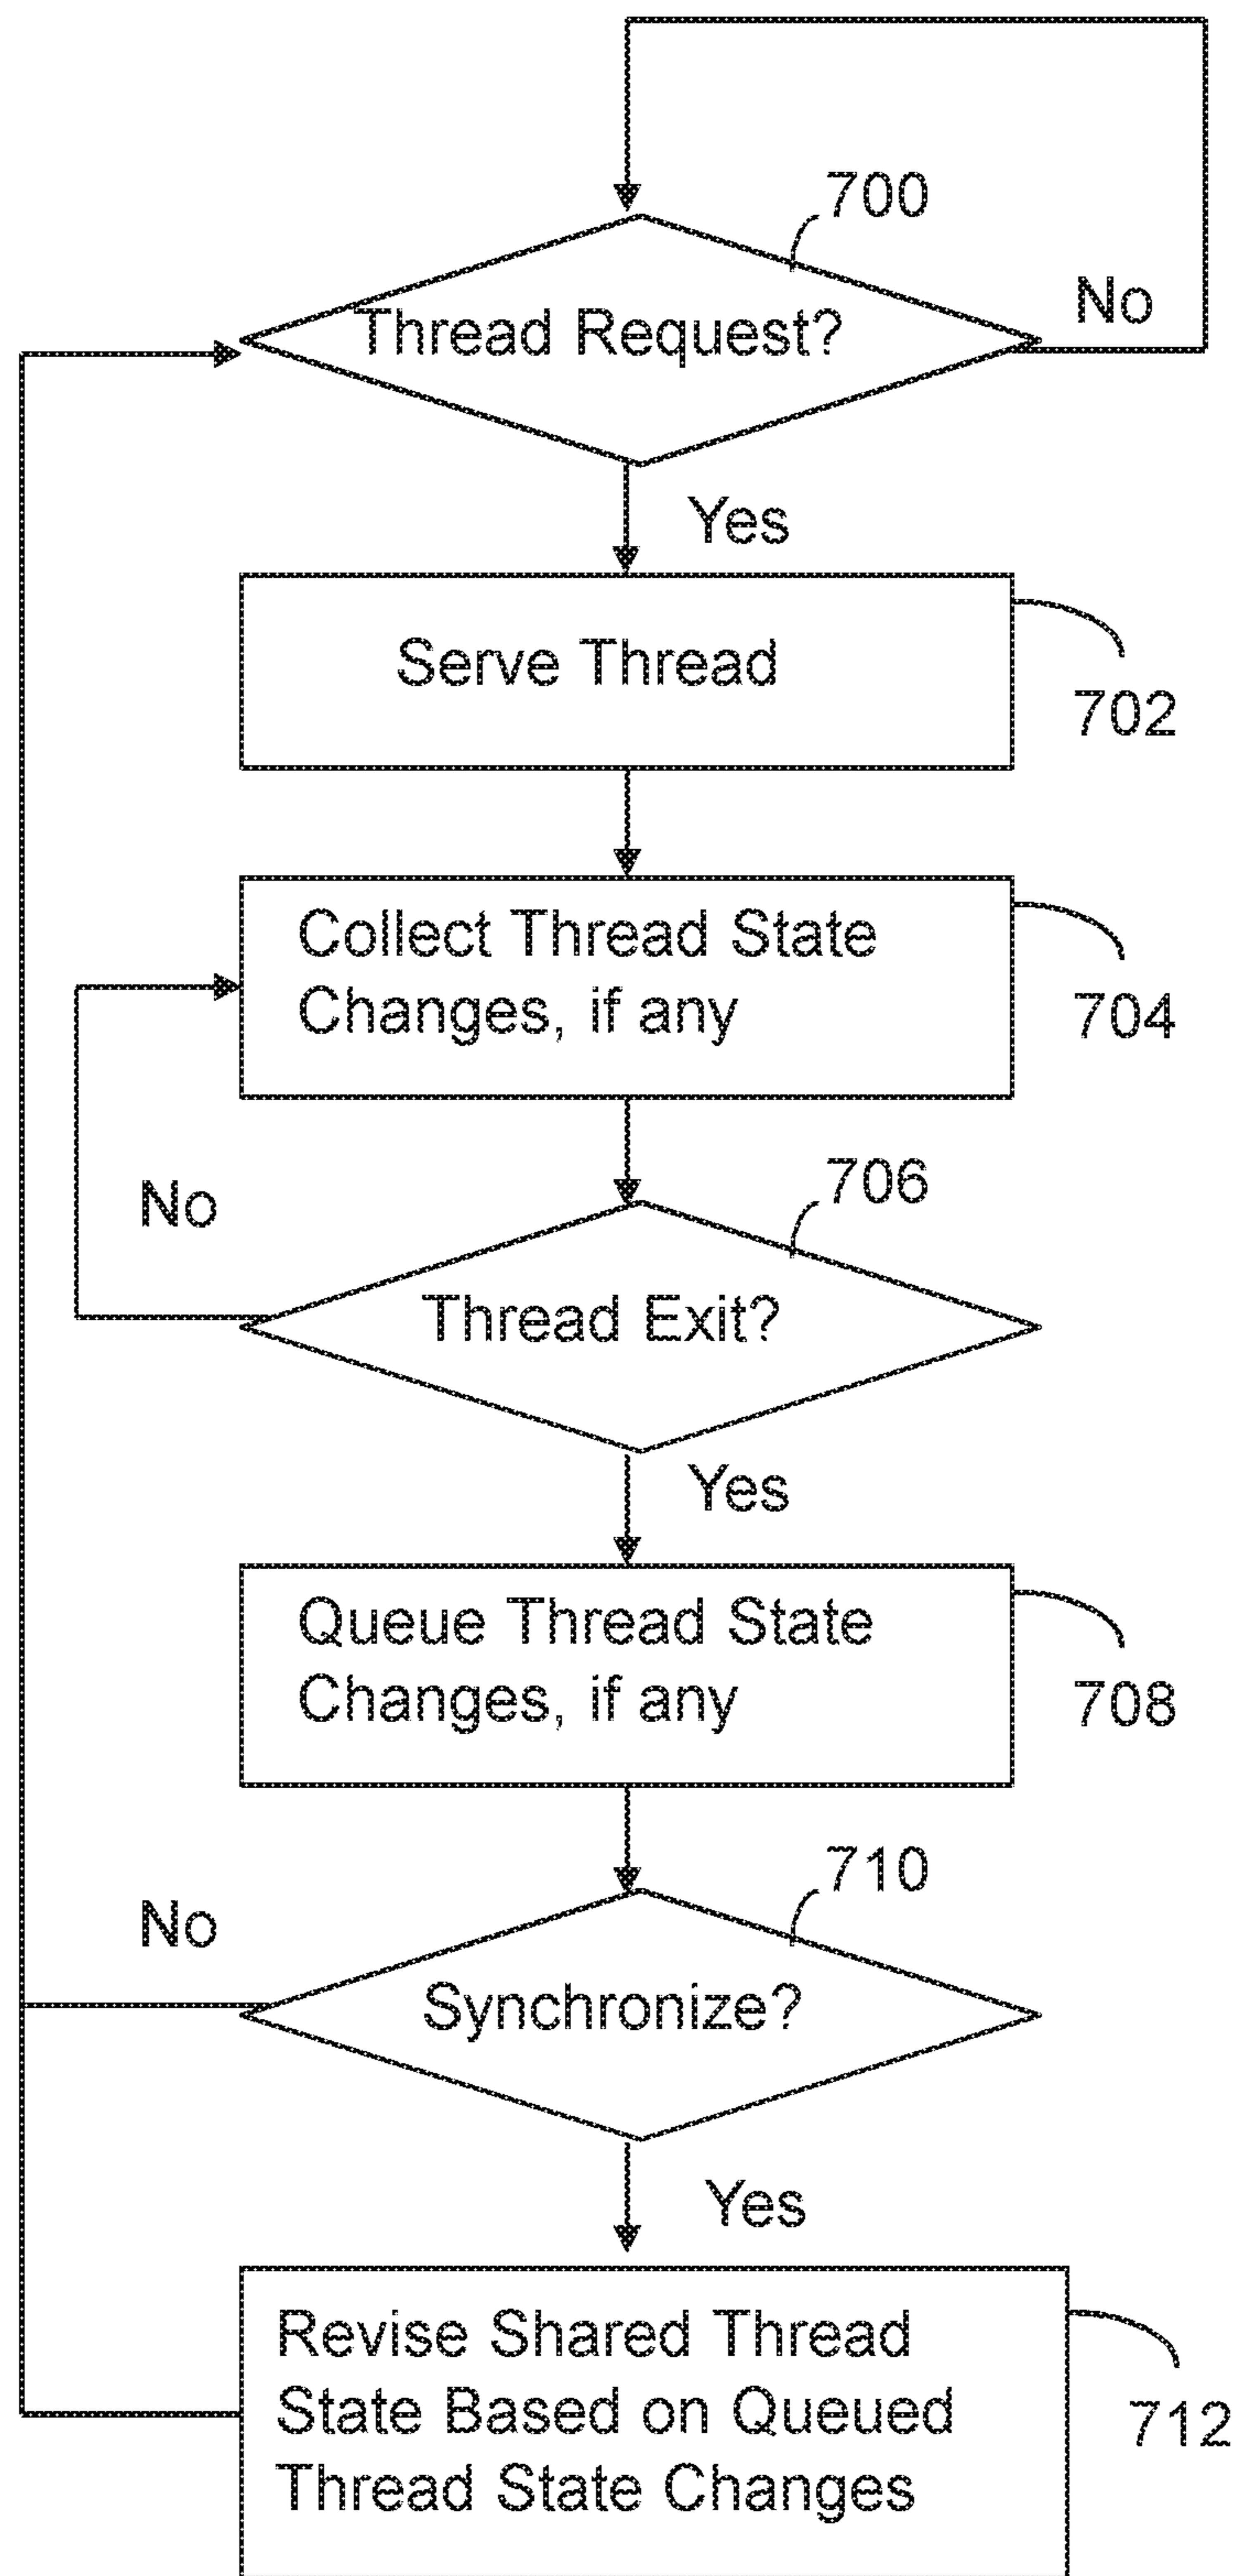 700
Thread Request?
No
Yes
Serve Thread
702
Collect Thread State
Changes, if any
704
No
706
Thread Exit?
Yes
Queue Thread State
Changes, if any
708
No
710
Synchronize?
Yes
Revise Shared Thread
State Based on Queued
Thread State Changes
712